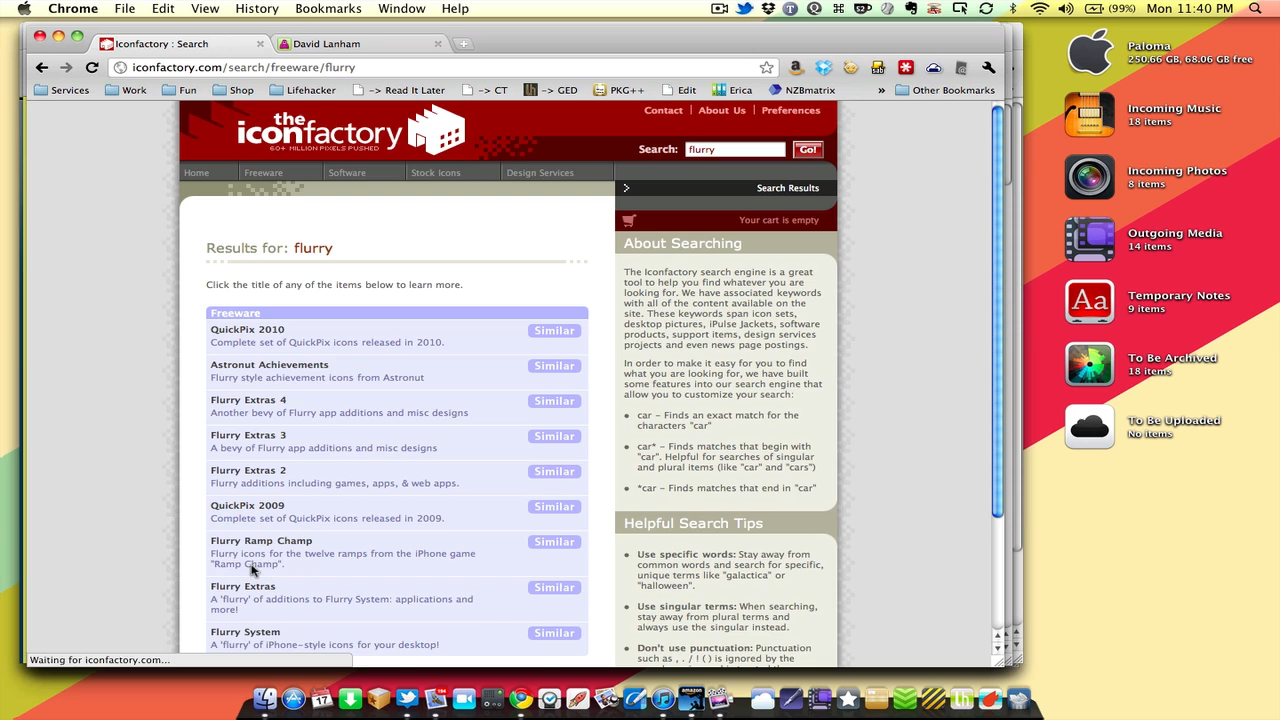 Chrome File Edit View History Bookmarks Window Help
(99%) Mon 11:40 PM
Iconfactory : Search
David Lanham
iconfactory.com/search/freeware/flurry
Services Work Fun Shop Lifehacker -> Read It Later -> CT -> GED PKG++ Edit Erica NZBmatrix » Other Bookmarks
Contact | About Us | Preferences
the
iconfactory
60+ MILLION PIXELS PUSHED
Search: flurry Go!
Home Freeware Software Stock Icons Design Services
Search Results
Your cart is empty
Results for: flurry
Click the title of any of the items below to learn more.
Freeware
QuickPix 2010
Complete set of QuickPix icons released in 2010.
Similar
Astronut Achievements
Flurry style achievement icons from Astronut
Similar
Flurry Extras 4
Another bevy of Flurry app additions and misc designs
Similar
Flurry Extras 3
A bevy of Flurry app additions and misc designs
Similar
Flurry Extras 2
Flurry additions including games, apps, & web apps.
Similar
QuickPix 2009
Complete set of QuickPix icons released in 2009.
Similar
Flurry Ramp Champ
Flurry icons for the twelve ramps from the iPhone game
"Ramp Champ".
Similar
Flurry Extras
A 'flurry' of additions to Flurry System: applications and
more!
Similar
Flurry System
A 'flurry' of iPhone-style icons for your desktop!
Similar
About Searching
The Iconfactory search engine is a great
tool to help you find whatever you are
looking for. We have associated keywords
with all of the content available on the
site. These keywords span icon sets,
desktop pictures, iPulse Jackets, software
products, support items, design services
projects and even news page postings.
In order to make it easy for you to find
what you are looking for, we have built
some features into our search engine that
allow you to customize your search:
• car – Finds an exact match for the
characters "car"
• car* – Finds matches that begin with
"car". Helpful for searches of singular
and plural items (like "car" and "cars")
• *car – Finds matches that end in "car"
Helpful Search Tips
• Use specific words: Stay away from
common words and search for specific,
unique terms like "galactica" or
"halloween".
• Use singular terms: When searching,
stay away from plural terms and
always use the singular instead.
• Don't use punctuation: Punctuation
such as , . / ! ( ) is ignored by the
Waiting for iconfactory.com...
Paloma
250.66 GB, 68.06 GB free
Incoming Music
18 items
Incoming Photos
8 items
Outgoing Media
14 items
Aa
Temporary Notes
9 items
To Be Archived
18 items
To Be Uploaded
No items
17
amazon